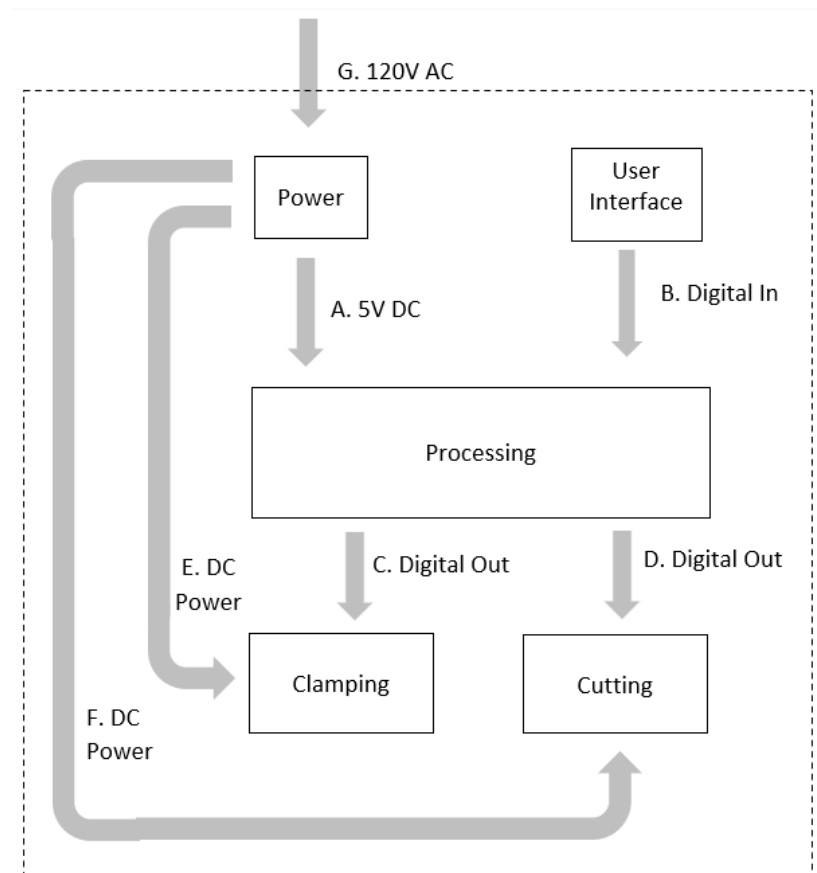 G. 120V AC
Power
User
Interface
A. 5V DC
B. Digital In
Processing
E. DC
Power
C. Digital Out
D. Digital Out
Clamping
Cutting
F. DC
Power